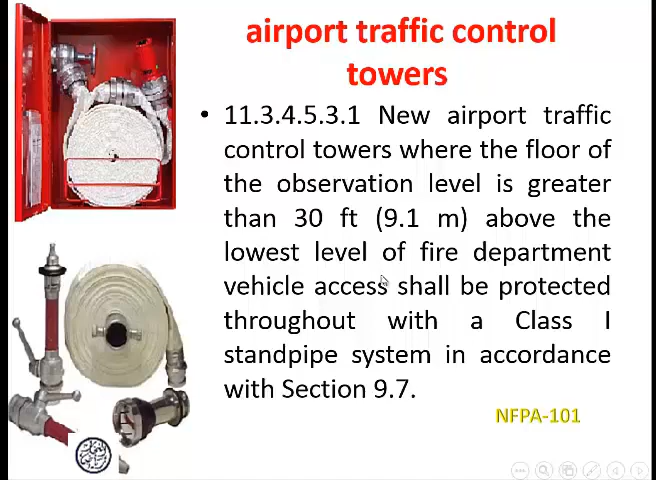 airport traffic control
towers
• 11.3.4.5.3.1 New airport traffic
control towers where the floor of
the observation level is greater
than 30 ft (9.1 m) above the
lowest level of fire department
vehicle access shall be protected
throughout with a Class I
standpipe system in accordance
with Section 9.7.
NFPA-101